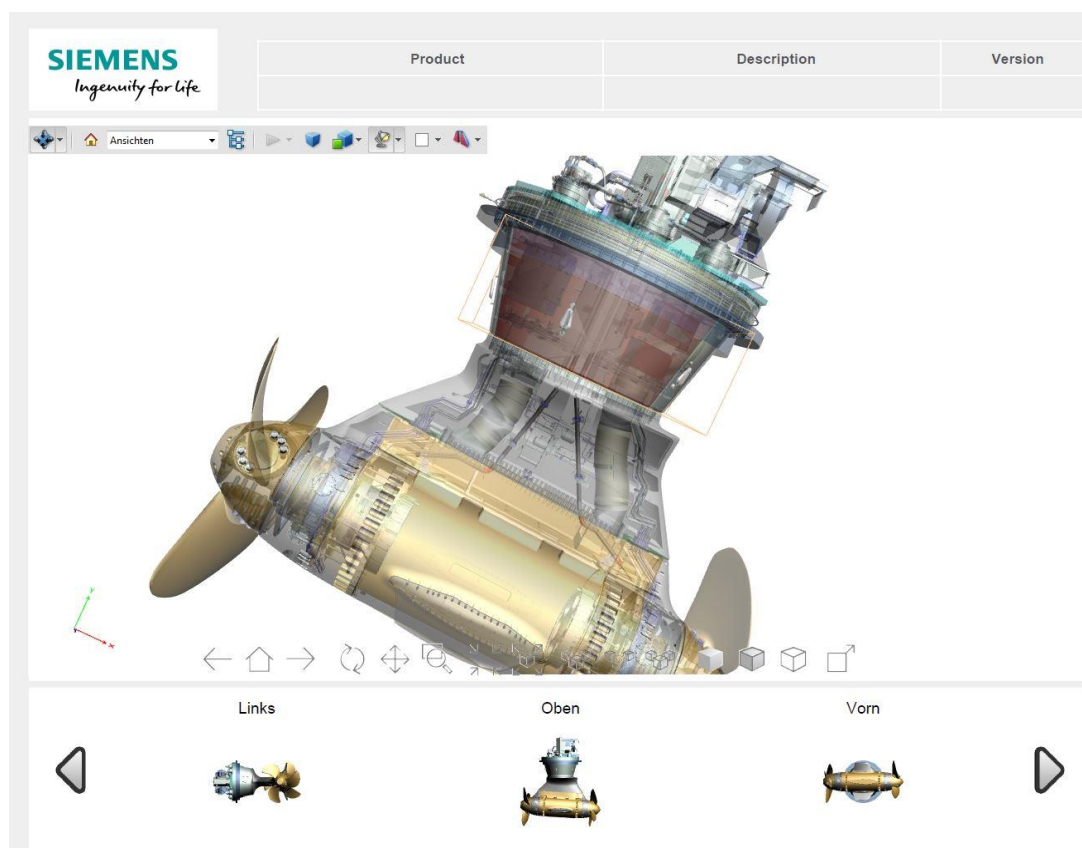 SIEMENS
Ingenuity for life
Product Description Version
Ansichten
y
x
Links Oben Vorn